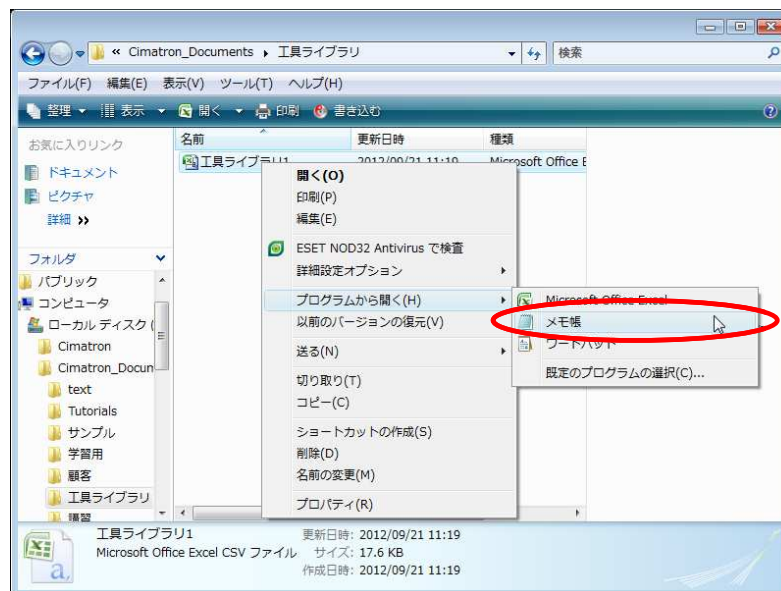 « Cimatron_Documents ▸ 工具ライブラリ
検索
ファイル(F) 編集(E) 表示(V) ツール(T) ヘルプ(H)
整理 表示 開く 印刷 書き込む
お気に入りリンク
ドキュメント
ピクチャ
詳細 »
フォルダ
パブリック
コンピュータ
ローカル ディスク (
Cimatron
Cimatron_Docun
text
Tutorials
サンプル
学習用
顧客
工具ライブラリ
講習
名前 更新日時 種類
工具ライブラリ1 2012/09/21 11:19 Microsoft Office E
開く(O)
印刷(P)
編集(E)
ESET NOD32 Antivirus で検査
詳細設定オプション
プログラムから開く(H)
以前のバージョンの復元(V)
送る(N)
切り取り(T)
コピー(C)
ショートカットの作成(S)
削除(D)
名前の変更(M)
プロパティ(R)
Microsoft Office Excel
メモ帳
ワードパット
既定のプログラムの選択(C)...
工具ライブラリ1 更新日時: 2012/09/21 11:19
Microsoft Office Excel CSV ファイル サイズ: 17.6 KB
作成日時: 2012/09/21 11:19